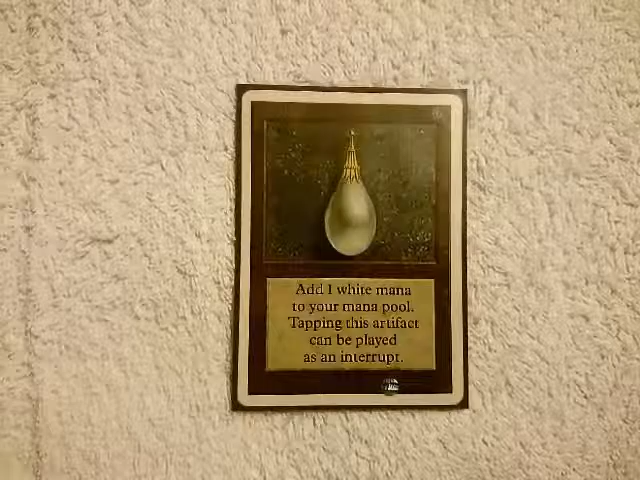 Add 1 white mana
to your mana pool.
Tapping this artifact
can be played
as an interrupt.